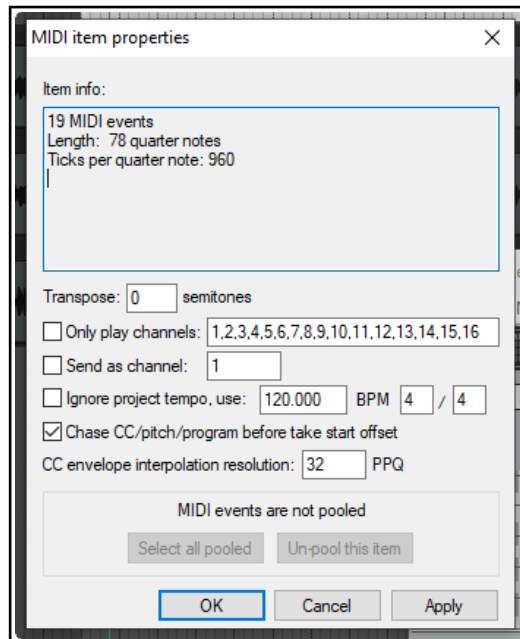 MIDI item properties
Item info:
19 MIDI events
Length:  78 quarter notes
Ticks per quarter note: 960
Transpose: 0 semitones
Only play channels: 1,2,3,4,5,6,7,8,9,10,11,12,13,14,15,16
Send as channel: 1
Ignore project tempo, use: 120.000 BPM 4 / 4
Chase CC/pitch/program before take start offset
CC envelope interpolation resolution: 32 PPQ
MIDI events are not pooled
Select all pooled Un-pool this item
OK Cancel Apply